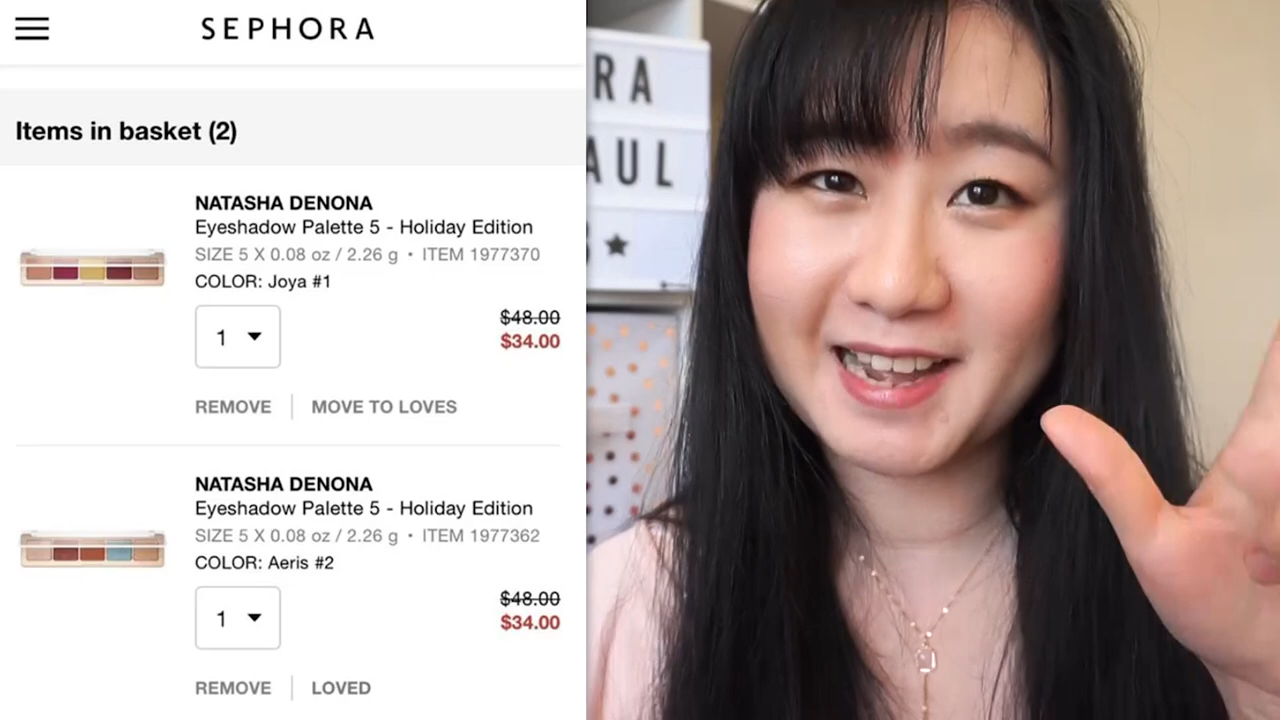 SEPHORA
Items in basket (2)
NATASHA DENONA
Eyeshadow Palette 5 - Holiday Edition
SIZE 5 X 0.08 oz / 2.26 g • ITEM 1977370
COLOR: Joya #1
1
$48.00
$34.00
REMOVE
MOVE TO LOVES
NATASHA DENONA
Eyeshadow Palette 5 - Holiday Edition
SIZE 5 X 0.08 oz / 2.26 g • ITEM 1977362
COLOR: Aeris #2
1
$48.00
$34.00
REMOVE
LOVED
RA
AUL